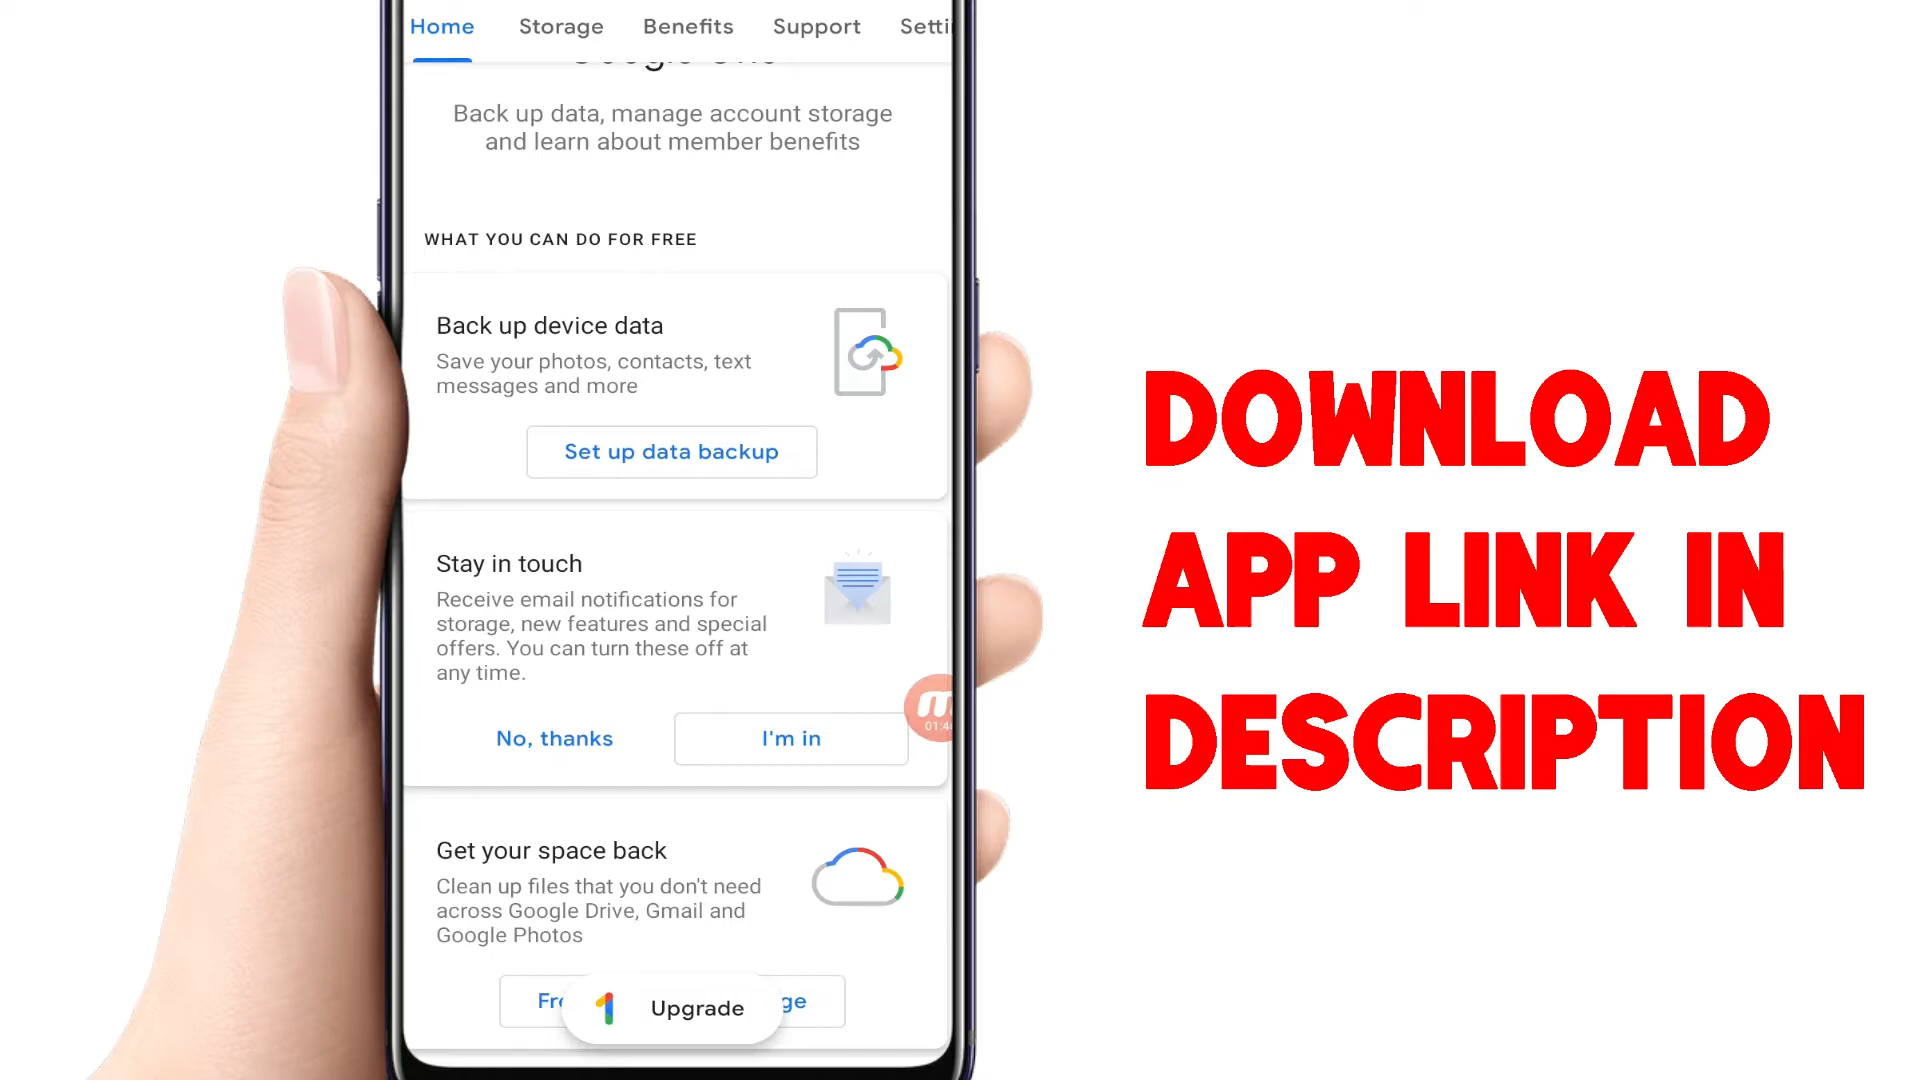 Home Storage Benefits Support Setti
Back up data, manage account storage
and learn about member benefits
WHAT YOU CAN DO FOR FREE
Back up device data
Save your photos, contacts, text
messages and more
Set up data backup
Stay in touch
Receive email notifications for
storage, new features and special
offers. You can turn these off at
any time.
No, thanks
I'm in
Get your space back
Clean up files that you don't need
across Google Drive, Gmail and
Google Photos
Upgrade
DOWNLOAD
APP LINK IN
DESCRIPTION